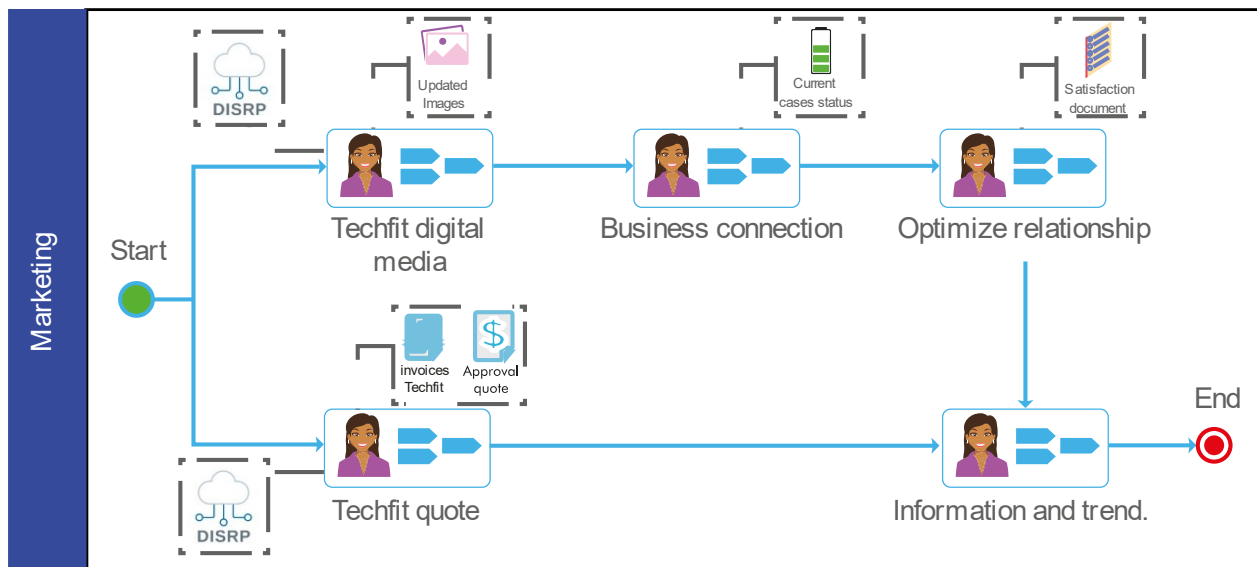 Marketing
Start
DISRP
Updated
Images
Techfit digital
media
Current
cases status
Business connection
Satisfaction
document
Optimize relationship
DISRP
invoices
Techfit
$
Approval
quote
Techfit quote
Information and trend.
End